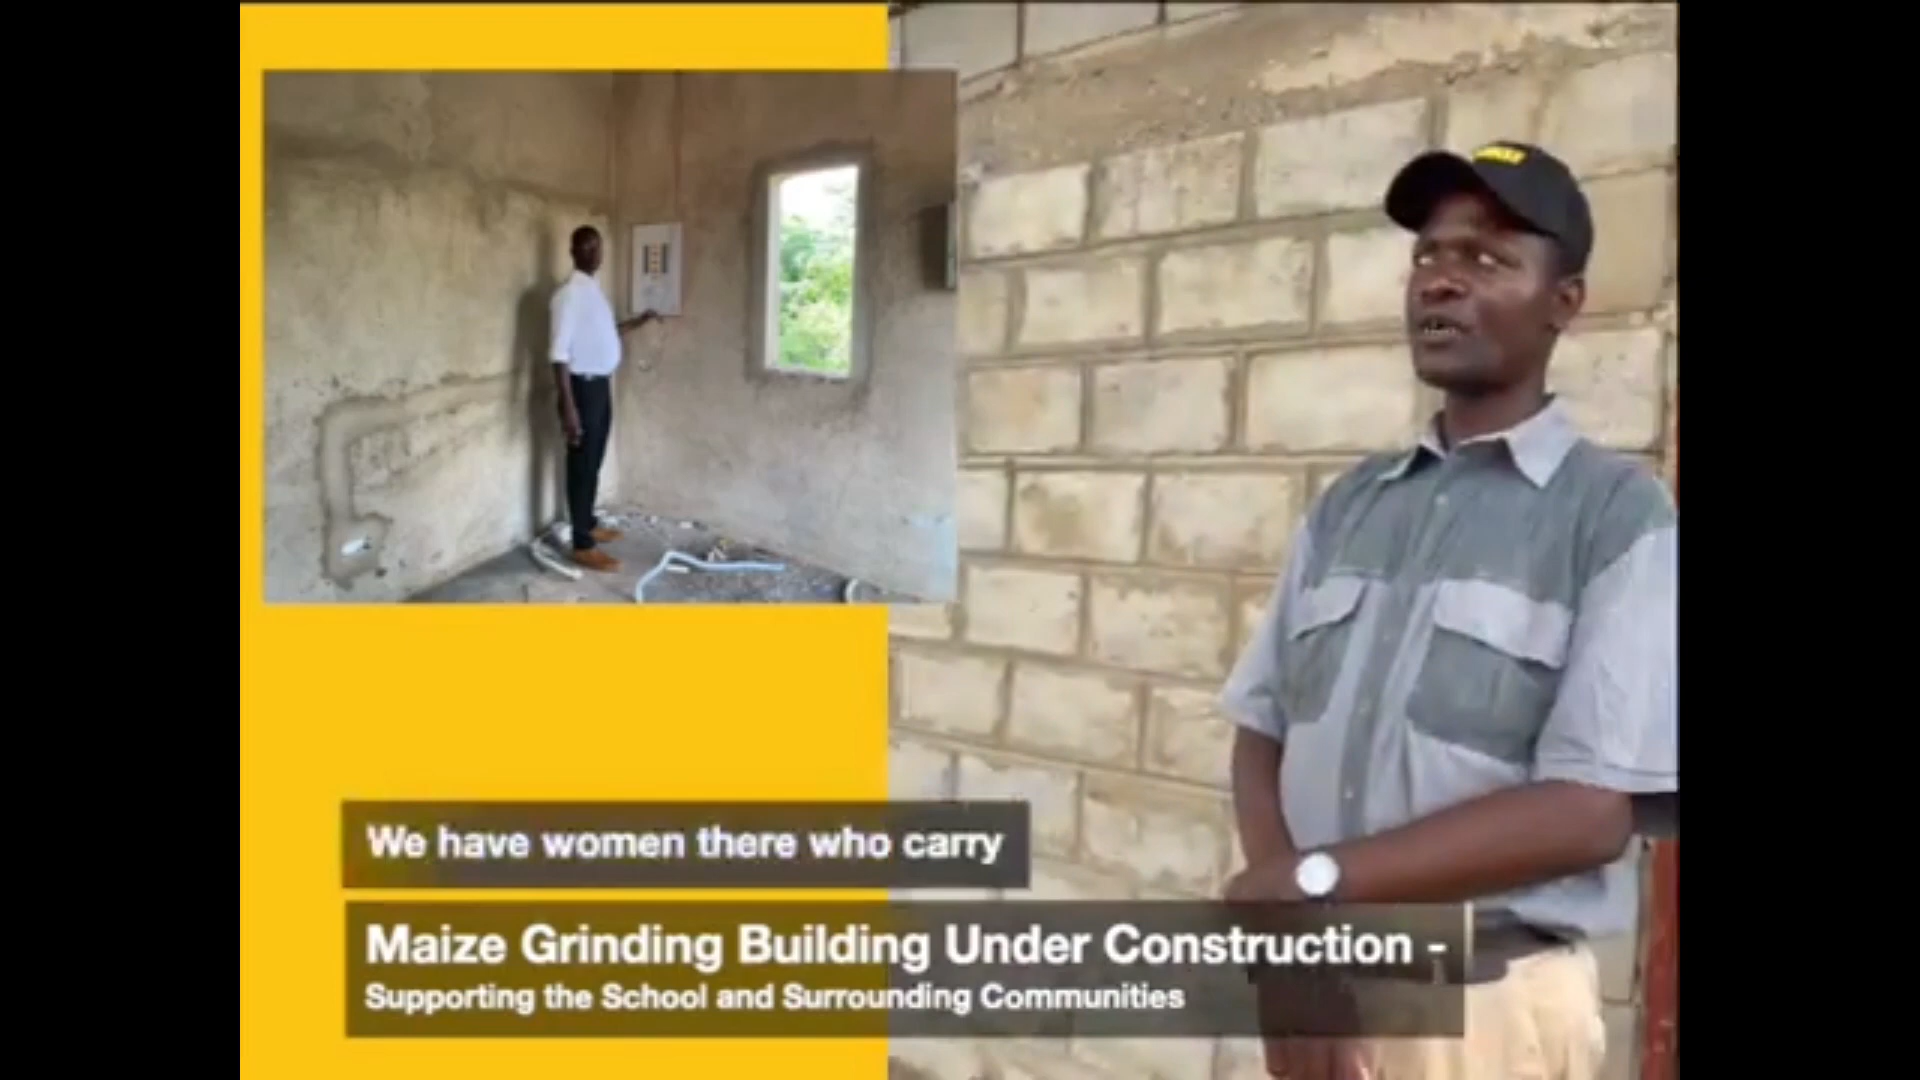 We have women there who carry
Maize Grinding Building Under Construction -
Supporting the School and Surrounding Communities